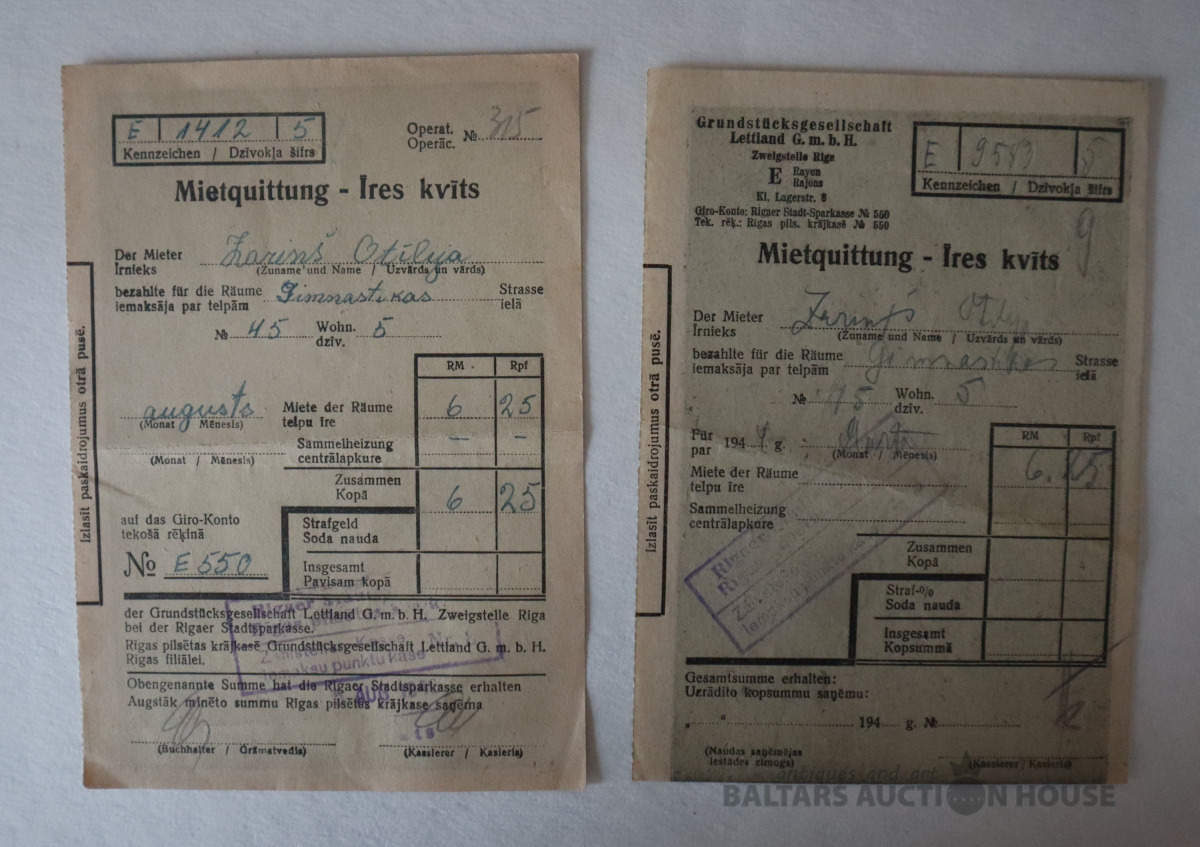 E 1412 5
Kennzeichen / Dzīvokļa šifrs
Operat. № 315
Operāc.
Mietquittung - Īres kvīts
Der Mieter Zariņš Otilija
Īrnieks
(Zuname und Name / Uzvārds un vārds)
bezahlte für die Räume Gimnastikas Strasse
iemaksāja par telpām ielā
№ 45 Wohn. 5
dzīv.
RM Rpf
augusts Miete der Räume 6 25
(Monat / Mēnesis) telpu īre
Sammelheizung – –
(Monat / Mēnesis) centrālapkure
Zusammen 6 25
Kopā
auf das Giro-Konto Strafgeld
tekošā rēķinā Soda nauda
No E 550 Insgesamt
Pavisam kopā
der Grundstücksgesellschaft Lettland G. m. b. H. Zweigstelle Riga
bei der Rigaer Stadtsparkasse.
Rīgas pilsētas krājkasē Grundstücksgesellschaft Lettland G. m. b. H.
Rīgas filiālei.
Obengenannte Summe hat die Rigaer Stadtsparkasse erhalten
Augstāk minēto summu Rīgas pilsētas krājkase saņēma
(Buchhalter / Grāmatvedis) (Kassierer / Kasieris)
Izlasīt paskaidrojumus otrā pusē.
Grundstücksgesellschaft
Lettland G. m. b. H.
Zweigstelle Riga
E Rayon
Rajons
Kl. Lagerstr. 8
Giro-Konto: Rigaer Stadt-Sparkasse № 550
Tek. rēķ.: Rīgas pils. krājkasē № 550
E 9583 5
Kennzeichen / Dzīvokļa šifrs
9
Mietquittung - Īres kvīts
Der Mieter Zariņš Otilija
Īrnieks
(Zuname und Name / Uzvārds un vārds)
bezahlte für die Räume Gimnastikas Strasse
iemaksāja par telpām ielā
№ 45 Wohn. 5
dzīv.
Für 194 4 g.
par
(Monat / Mēnesis)
RM Rpf
Miete der Räume 6. 25
telpu īre
Sammelheizung
centrālapkure
Zusammen
Kopā
Straf-%
Soda nauda
Insgesamt
Kopsummā
Gesamtsumme erhalten:
Uzrādīto kopsummu saņēmu:
„ “ 194 g. №
(Naudas saņēmējas
iestādes zīmogs)
(Kassierer / Kasieris)
Izlasīt paskaidrojumus otrā pusē.
antiques and art
BALTARS AUCTION HOUSE